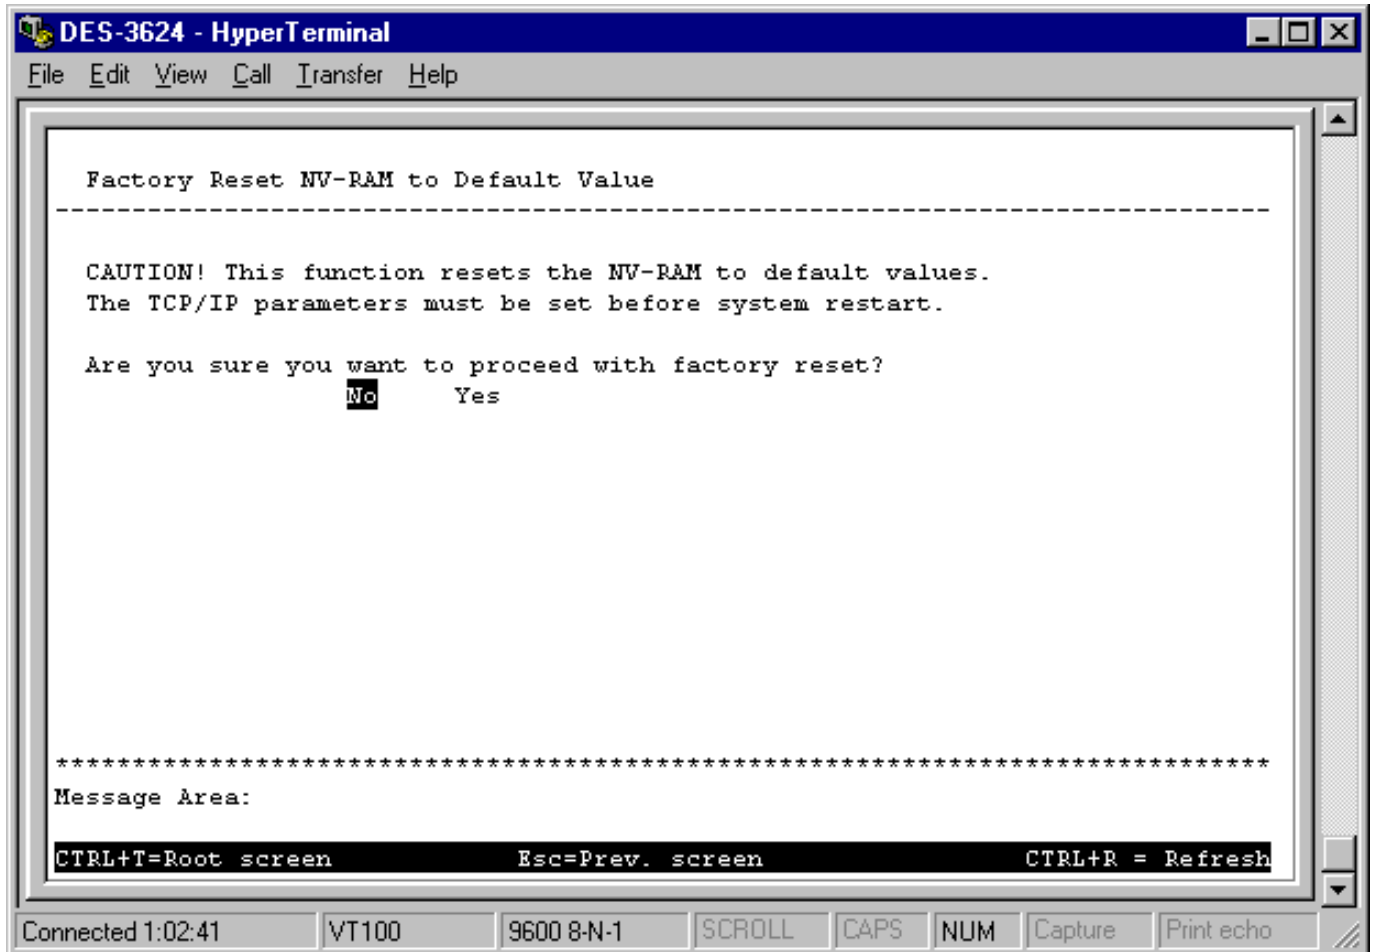 DES-3624 - HyperTerminal
File Edit View Call Transfer Help
Factory Reset NV-RAM to Default Value
-------------------------------------------------------------------------------
CAUTION! This function resets the NV-RAM to default values.
The TCP/IP parameters must be set before system restart.
Are you sure you want to proceed with factory reset?
No Yes
*******************************************************************************
Message Area:
CTRL+T=Root screen Esc=Prev. screen CTRL+R = Refresh
Connected 1:02:41 VT100 9600 8-N-1 SCROLL CAPS NUM Capture Print echo